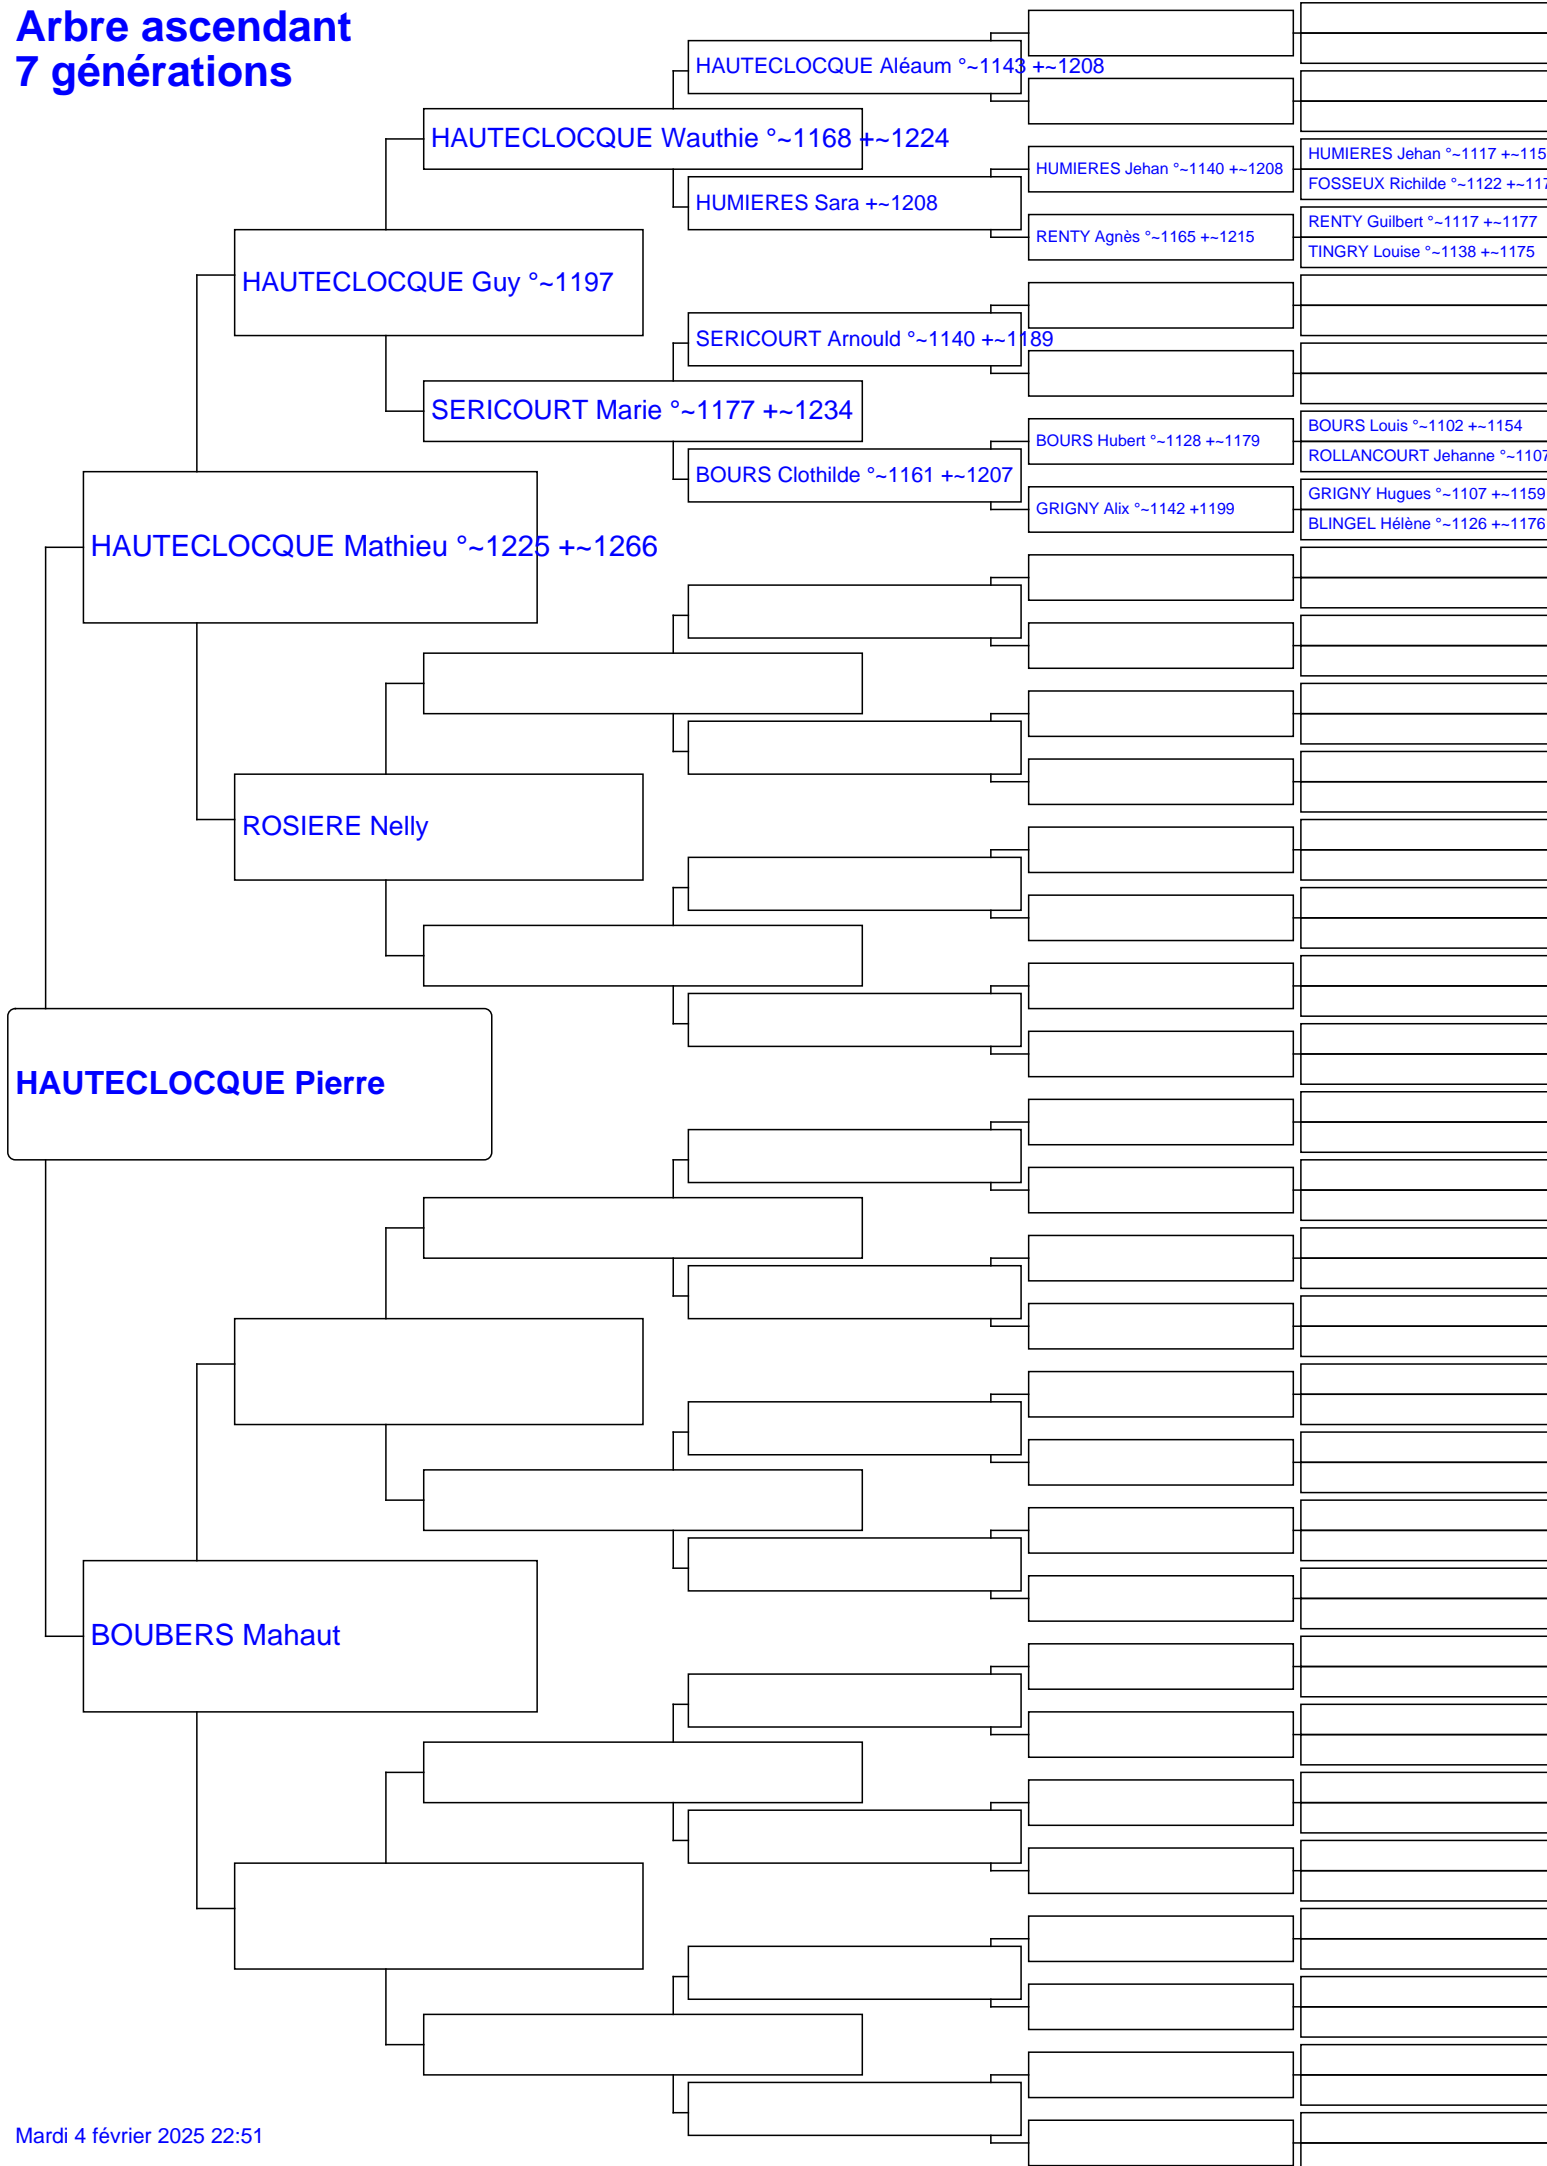 Arbre ascendant
7 générations
HAUTECLOCQUE Aléaum °~1143 +~1208
HAUTECLOCQUE Wauthie °~1168 +~1224
HUMIERES Jehan °~1117 +~115
HUMIERES Jehan °~1140 +~1208
FOSSEUX Richilde °~1122 +~117
HUMIERES Sara +~1208
RENTY Guilbert °~1117 +~1177
RENTY Agnès °~1165 +~1215
TINGRY Louise °~1138 +~1175
HAUTECLOCQUE Guy °~1197
SERICOURT Arnould °~1140 +~1189
SERICOURT Marie °~1177 +~1234
BOURS Louis °~1102 +~1154
BOURS Hubert °~1128 +~1179
ROLLANCOURT Jehanne °~1107
BOURS Clothilde °~1161 +~1207
GRIGNY Hugues °~1107 +~1159
GRIGNY Alix °~1142 +1199
BLINGEL Hélène °~1126 +~1176
HAUTECLOCQUE Mathieu °~1225 +~1266
ROSIERE Nelly
HAUTECLOCQUE Pierre
BOUBERS Mahaut
Mardi 4 février 2025 22:51